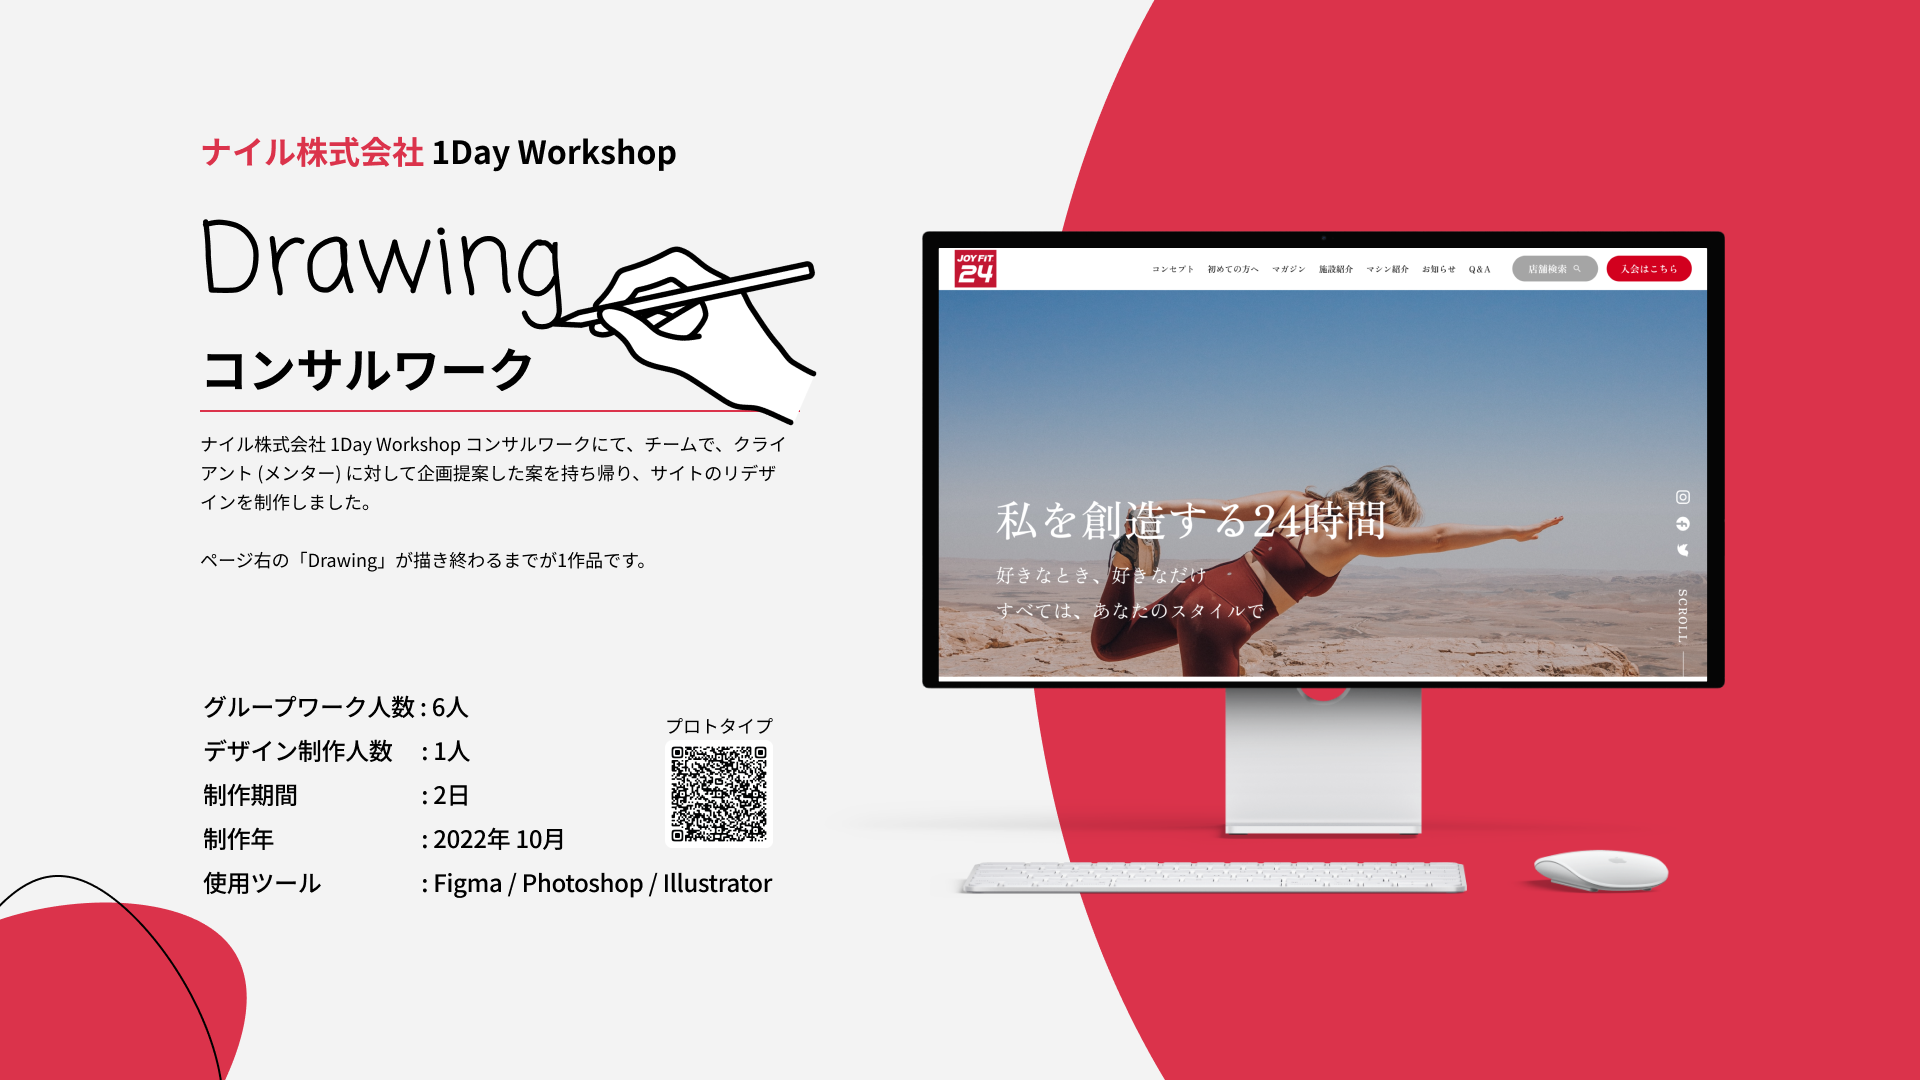 ナイル株式会社 1Day Workshop
Drawing
コンサルワーク
ナイル株式会社 1Day Workshop コンサルワークにて、チームで、クライ
アント (メンター) に対して企画提案した案を持ち帰り、サイトのリデザ
インを制作しました。
ページ右の「Drawing」が描き終わるまでが1作品です。
グループワーク人数 : 6人
デザイン制作人数 : 1人
制作期間 : 2日
制作年 : 2022年 10月
使用ツール : Figma / Photoshop / Illustrator
プロトタイプ
JOYFIT
24
コンセプト 初めての方へ マガジン 施設紹介 マシン紹介 お知らせ Q&A 店舗検索 入会はこちら
私を創造する24時間
好きなとき、好きなだけ
すべては、あなたのスタイルで
SCROLL